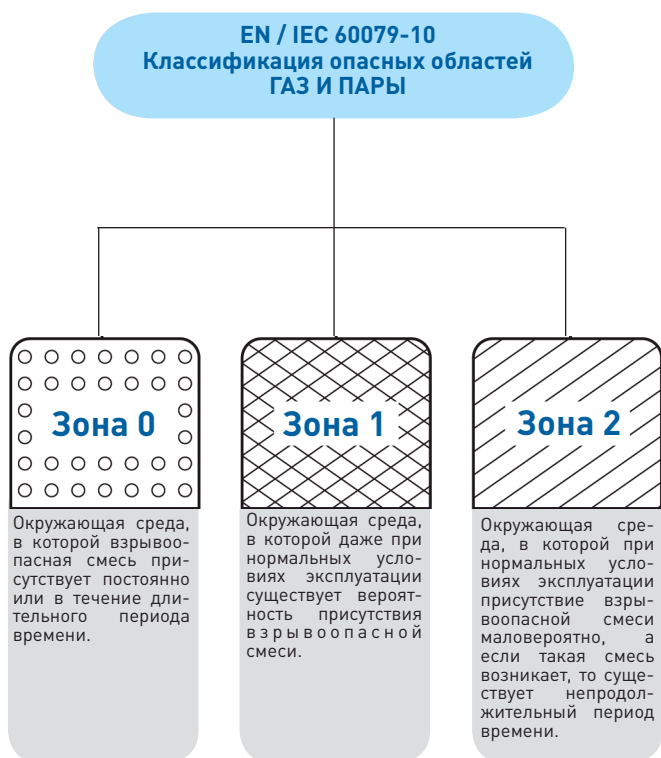 EN / IEC 60079-10
Классификация опасных областей
ГАЗ И ПАРЫ
Зона 0
Окружающая среда,
в которой взрывоо-
пасная смесь при-
сутствует постоянно
или в течение дли-
тельного периода
времени.
Зона 1
Окружающая среда,
в которой даже при
нормальных усло-
виях эксплуатации
существует вероят-
ность присутствия
взрывоопасной
смеси.
Зона 2
Окружающая сре-
да, в которой при
нормальных усло-
виях эксплуатации
присутствие взры-
воопасной смеси
маловероятно, а
если такая смесь
возникает, то суще-
ствует непродол-
жительный период
времени.